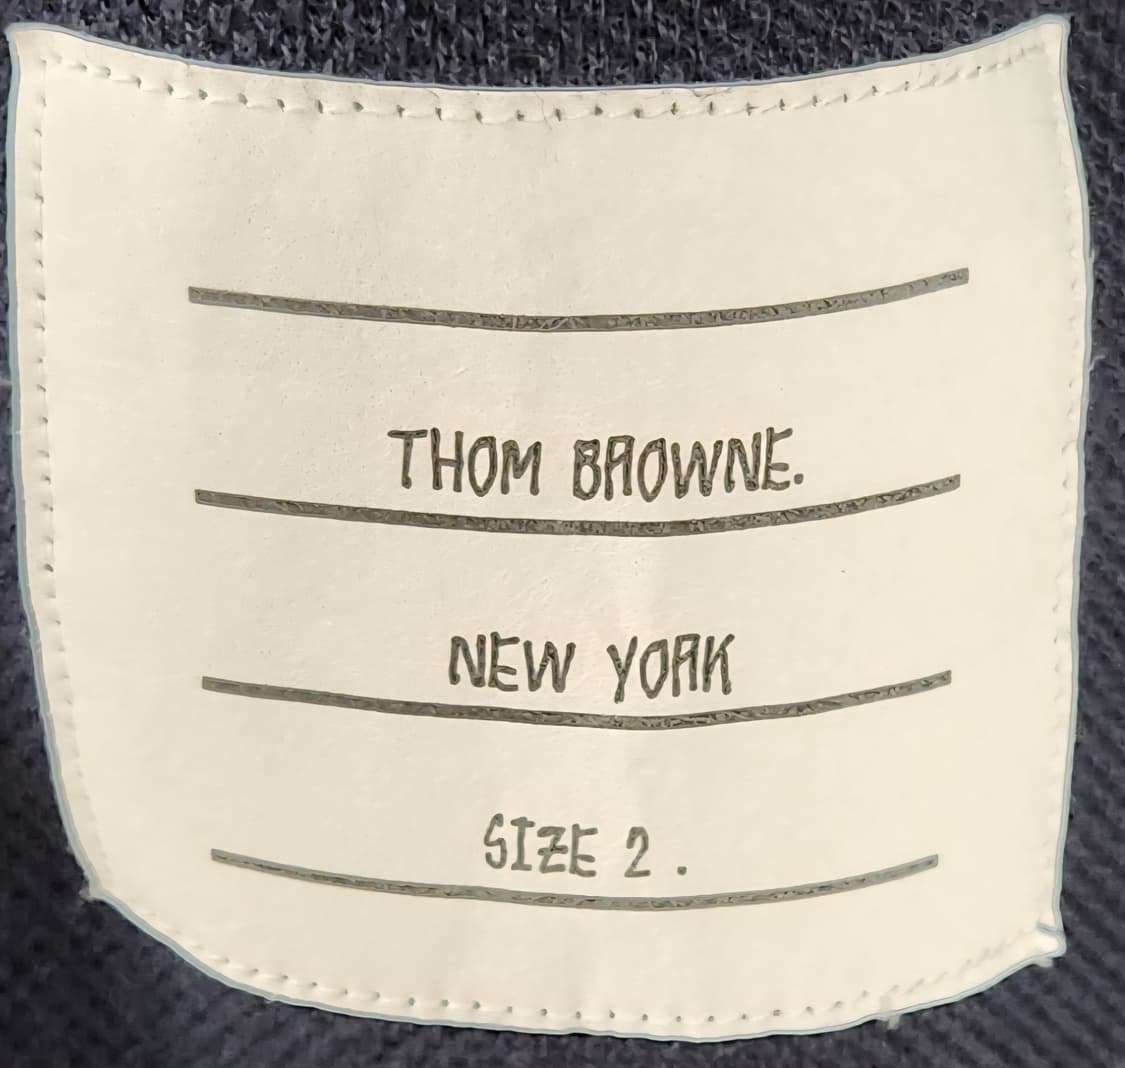 THOM BROWNE.
NEW YORK
SIZE 2.